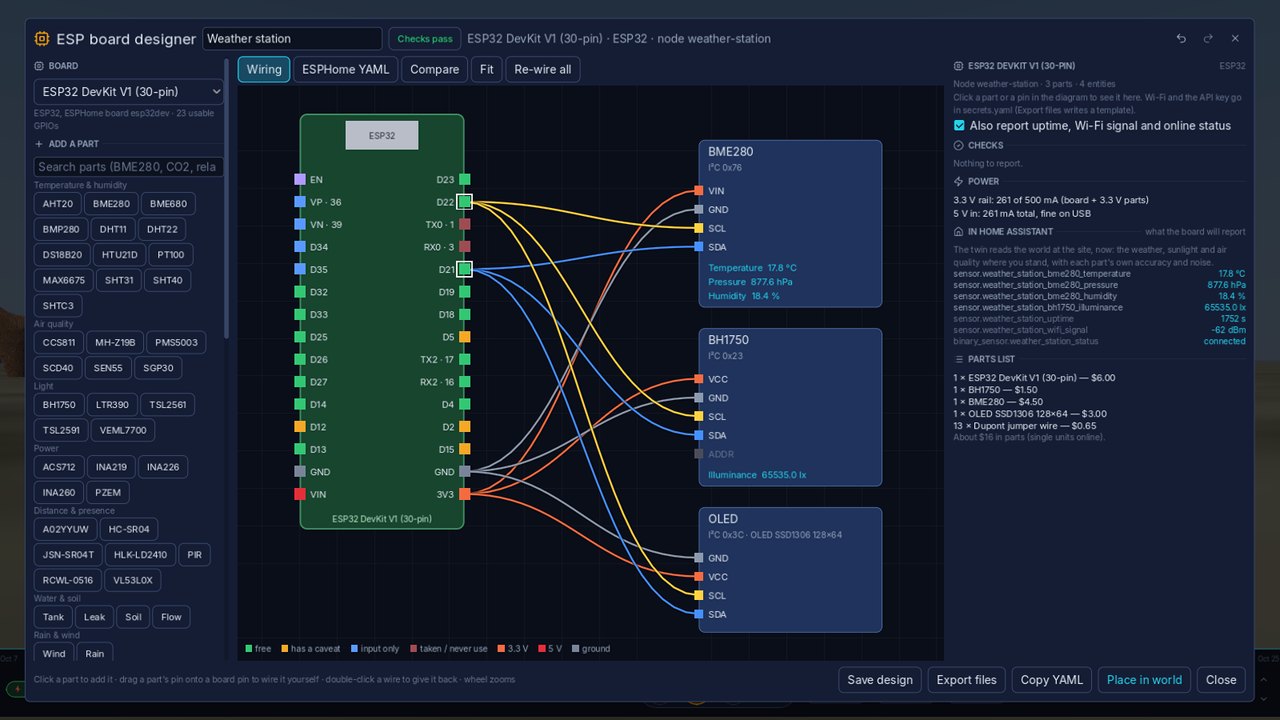 ESP board designer
Weather station
Checks pass
ESP32 DevKit V1 (30-pin) · ESP32 · node weather-station
BOARD
ESP32 DevKit V1 (30-pin)
ESP32, ESPHome board esp32dev · 23 usable
GPIOs
ADD A PART
Search parts (BME280, CO2, rela
Temperature & humidity
AHT20 BME280 BME680
BMP280 DHT11 DHT22
DS18B20 HTU21D PT100
MAX6675 SHT31 SHT40
SHTC3
Air quality
CCS811 MH-Z19B PMS5003
SCD40 SEN55 SGP30
Light
BH1750 LTR390 TSL2561
TSL2591 VEML7700
Power
ACS712 INA219 INA226
INA260 PZEM
Distance & presence
A02YYUW HC-SR04
JSN-SR04T HLK-LD2410 PIR
RCWL-0516 VL53L0X
Water & soil
Tank Leak Soil Flow
Rain & wind
Wind Rain
Wiring ESPHome YAML Compare Fit Re-wire all
ESP32
EN D23
VP · 36 D22
VN · 39 TX0 · 1
D34 RX0 · 3
D35 D21
D32 D19
D33 D18
D25 D5
D26 TX2 · 17
D27 RX2 · 16
D14 D4
D12 D2
D13 D15
GND GND
VIN 3V3
ESP32 DevKit V1 (30-pin)
BME280
I²C 0x76
VIN
GND
SCL
SDA
Temperature 17.8 °C
Pressure 877.6 hPa
Humidity 18.4 %
BH1750
I²C 0x23
VCC
GND
SCL
SDA
ADDR
Illuminance 65535.0 lx
OLED
I²C 0x3C · OLED SSD1306 128×64
GND
VCC
SCL
SDA
free has a caveat input only taken / never use 3.3 V 5 V ground
ESP32 DEVKIT V1 (30-PIN) ESP32
Node weather-station · 3 parts · 4 entities
Click a part or a pin in the diagram to see it here. Wi-Fi and the API key go
in secrets.yaml (Export files writes a template).
Also report uptime, Wi-Fi signal and online status
CHECKS
Nothing to report.
POWER
3.3 V rail: 261 of 500 mA (board + 3.3 V parts)
5 V in: 261 mA total, fine on USB
IN HOME ASSISTANT what the board will report
The twin reads the world at the site, now: the weather, sunlight and air
quality where you stand, with each part's own accuracy and noise.
sensor.weather_station_bme280_temperature 17.8 °C
sensor.weather_station_bme280_pressure 877.6 hPa
sensor.weather_station_bme280_humidity 18.4 %
sensor.weather_station_bh1750_illuminance 65535.0 lx
sensor.weather_station_uptime 1752 s
sensor.weather_station_wifi_signal -62 dBm
binary_sensor.weather_station_status connected
PARTS LIST
1 × ESP32 DevKit V1 (30-pin) — $6.00
1 × BH1750 — $1.50
1 × BME280 — $4.50
1 × OLED SSD1306 128×64 — $3.00
13 × Dupont jumper wire — $0.65
About $16 in parts (single units online).
Click a part to add it · drag a part's pin onto a board pin to wire it yourself · double-click a wire to give it back · wheel zooms
Save design Export files Copy YAML Place in world Close
Oct 7